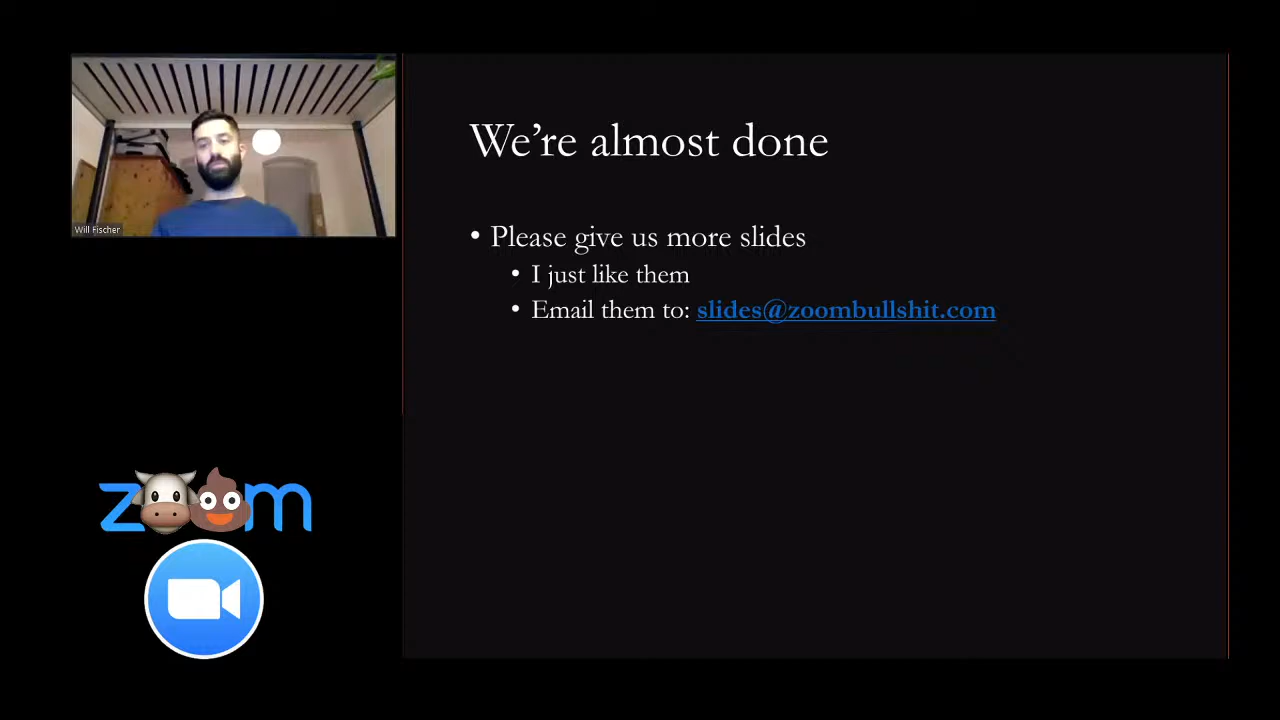 We're almost done
• Please give us more slides
• I just like them
• Email them to: slides@zoombullshit.com
Will Fischer
zm